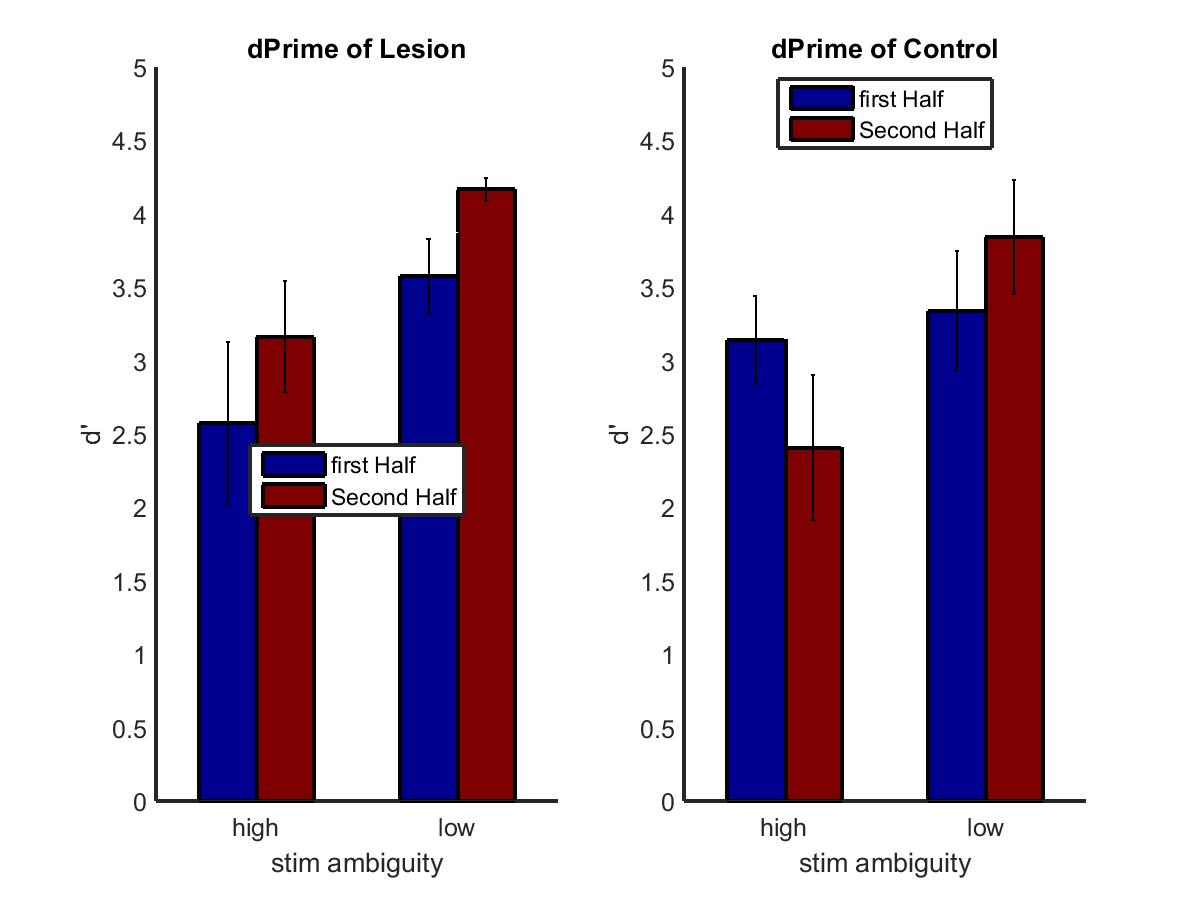 dPrime of Lesion
5
4.5
4
3.5
3
2.5
2
1.5
1
0.5
0
d'
first Half
Second Half
high low
stim ambiguity
dPrime of Control
5
4.5
4
3.5
3
2.5
2
1.5
1
0.5
0
d'
first Half
Second Half
high low
stim ambiguity